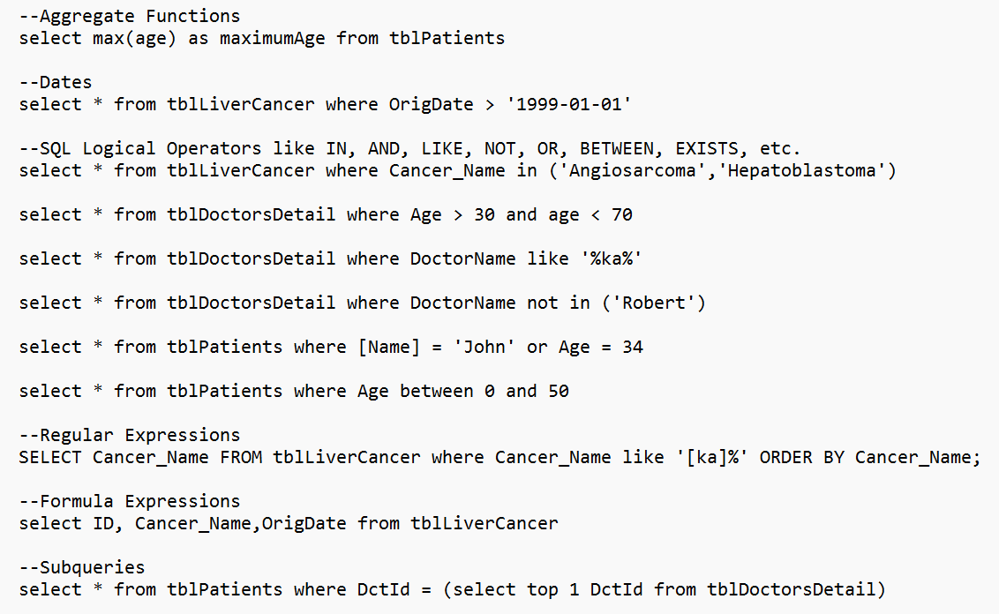 --Aggregate Functions
select max(age) as maximumAge from tblPatients
--Dates
select * from tblLiverCancer where OrigDate > '1999-01-01'
--SQL Logical Operators like IN, AND, LIKE, NOT, OR, BETWEEN, EXISTS, etc.
select * from tblLiverCancer where Cancer_Name in ('Angiosarcoma','Hepatoblastoma')
select * from tblDoctorsDetail where Age > 30 and age < 70
select * from tblDoctorsDetail where DoctorName like '%ka%'
select * from tblDoctorsDetail where DoctorName not in ('Robert')
select * from tblPatients where [Name] = 'John' or Age = 34
select * from tblPatients where Age between 0 and 50
--Regular Expressions
SELECT Cancer_Name FROM tblLiverCancer where Cancer_Name like '[ka]%' ORDER BY Cancer_Name;
--Formula Expressions
select ID, Cancer_Name,OrigDate from tblLiverCancer
--Subqueries
select * from tblPatients where DctId = (select top 1 DctId from tblDoctorsDetail)